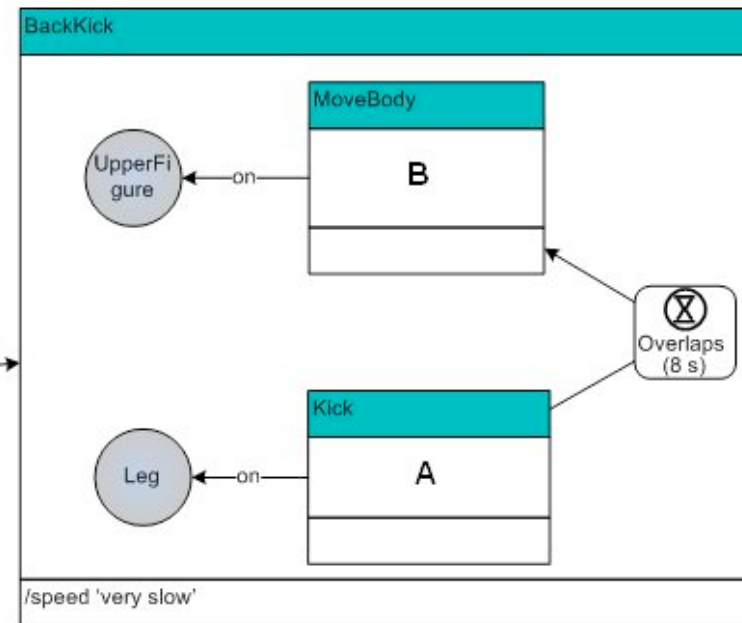 BackKick
MoveBody
UpperFi
gure
on
B
Overlaps
(8 s)
Kick
Leg
on
A
/speed 'very slow'